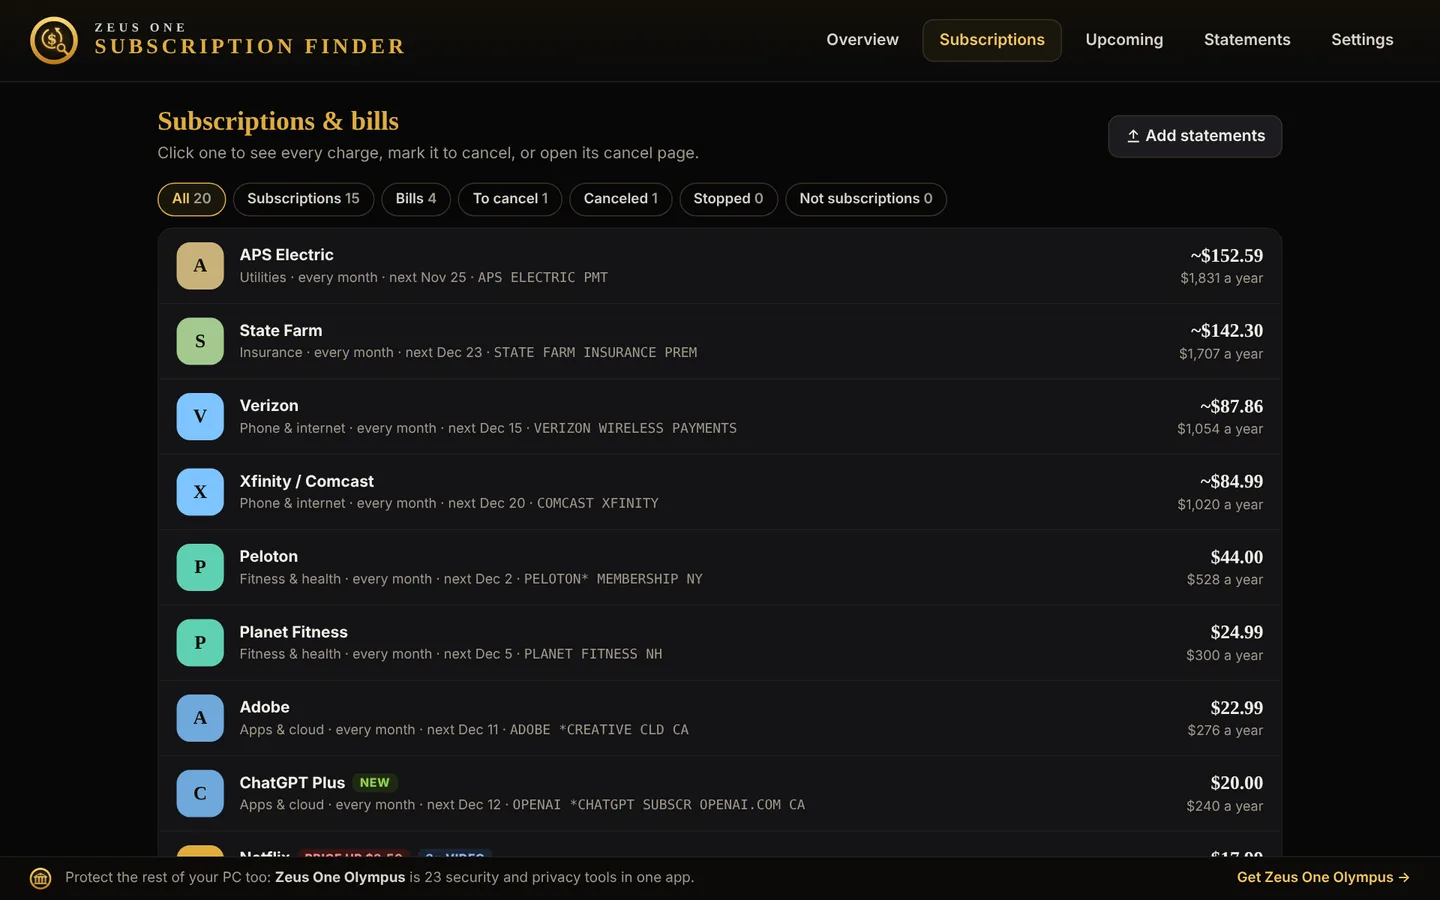 ZEUS ONE
SUBSCRIPTION FINDER
Overview
Subscriptions
Upcoming
Statements
Settings
Subscriptions & bills
Click one to see every charge, mark it to cancel, or open its cancel page.
Add statements
All 20
Subscriptions 15
Bills 4
To cancel 1
Canceled 1
Stopped 0
Not subscriptions 0
A
APS Electric
Utilities · every month · next Nov 25 · APS ELECTRIC PMT
~$152.59
$1,831 a year
S
State Farm
Insurance · every month · next Dec 23 · STATE FARM INSURANCE PREM
~$142.30
$1,707 a year
V
Verizon
Phone & internet · every month · next Dec 15 · VERIZON WIRELESS PAYMENTS
~$87.86
$1,054 a year
X
Xfinity / Comcast
Phone & internet · every month · next Dec 20 · COMCAST XFINITY
~$84.99
$1,020 a year
P
Peloton
Fitness & health · every month · next Dec 2 · PELOTON* MEMBERSHIP NY
$44.00
$528 a year
P
Planet Fitness
Fitness & health · every month · next Dec 5 · PLANET FITNESS NH
$24.99
$300 a year
A
Adobe
Apps & cloud · every month · next Dec 11 · ADOBE *CREATIVE CLD CA
$22.99
$276 a year
C
ChatGPT Plus NEW
Apps & cloud · every month · next Dec 12 · OPENAI *CHATGPT SUBSCR OPENAI.COM CA
$20.00
$240 a year
Netflix
Protect the rest of your PC too: Zeus One Olympus is 23 security and privacy tools in one app.
Get Zeus One Olympus →